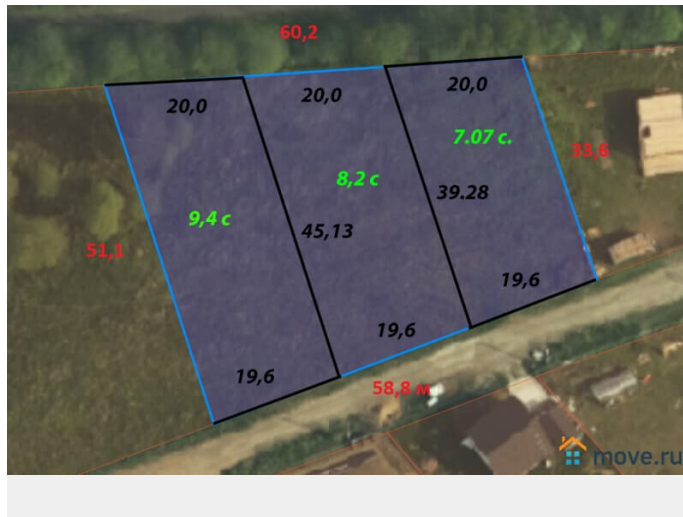 60,2
20,0
20,0
20,0
7.07 с.
33,6
8,2 с
39.28
9,4 с
45,13
51,1
19,6
19,6
19,6
58,8 м
move.ru